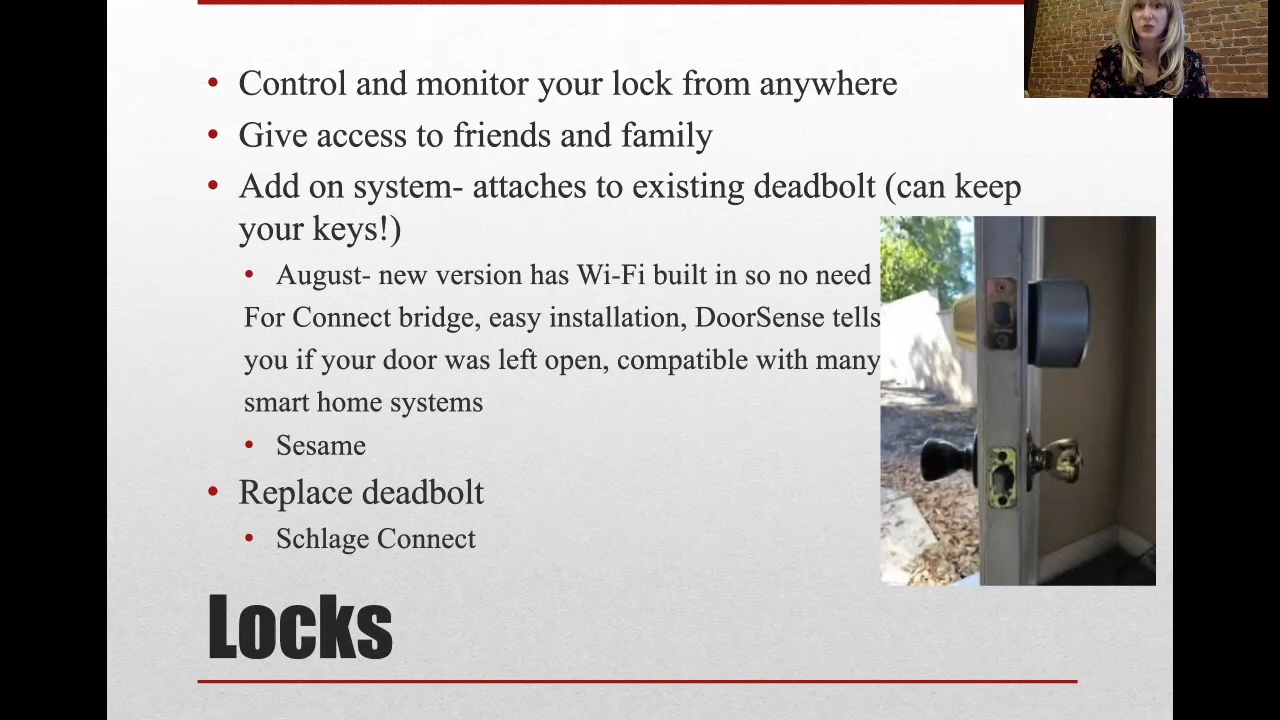 • Control and monitor your lock from anywhere
• Give access to friends and family
• Add on system- attaches to existing deadbolt (can keep
your keys!)
• August- new version has Wi-Fi built in so no need
For Connect bridge, easy installation, DoorSense tells
you if your door was left open, compatible with many
smart home systems
• Sesame
• Replace deadbolt
• Schlage Connect
Locks